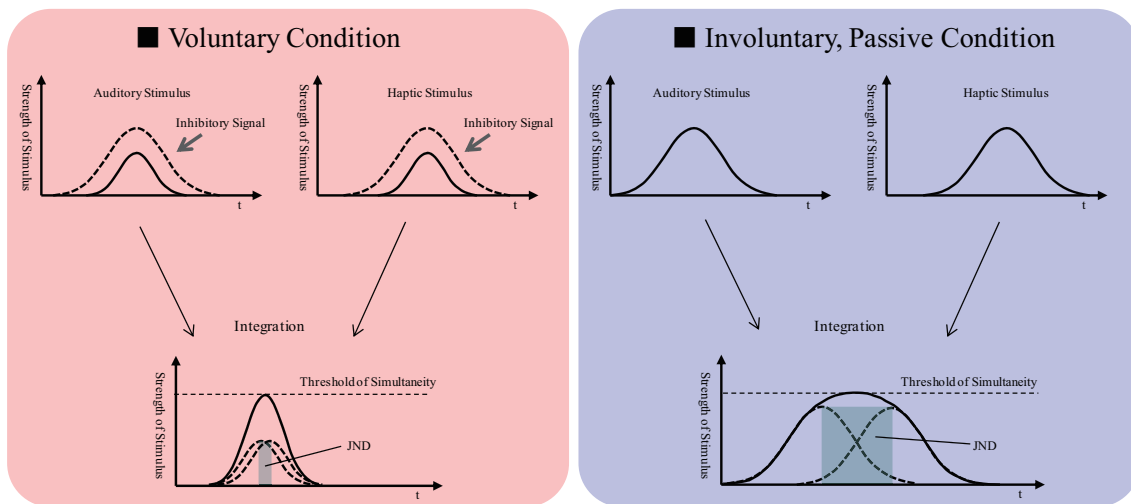 ■ Voluntary Condition
Strength of Stimulus
Auditory Stimulus
Inhibitory Signal
t
Strength of Stimulus
Haptic Stimulus
Inhibitory Signal
t
Integration
Strength of Stimulus
Threshold of Simultaneity
JND
t
■ Involuntary, Passive Condition
Strength of Stimulus
Auditory Stimulus
t
Strength of Stimulus
Haptic Stimulus
t
Integration
Strength of Stimulus
Threshold of Simultaneity
JND
t